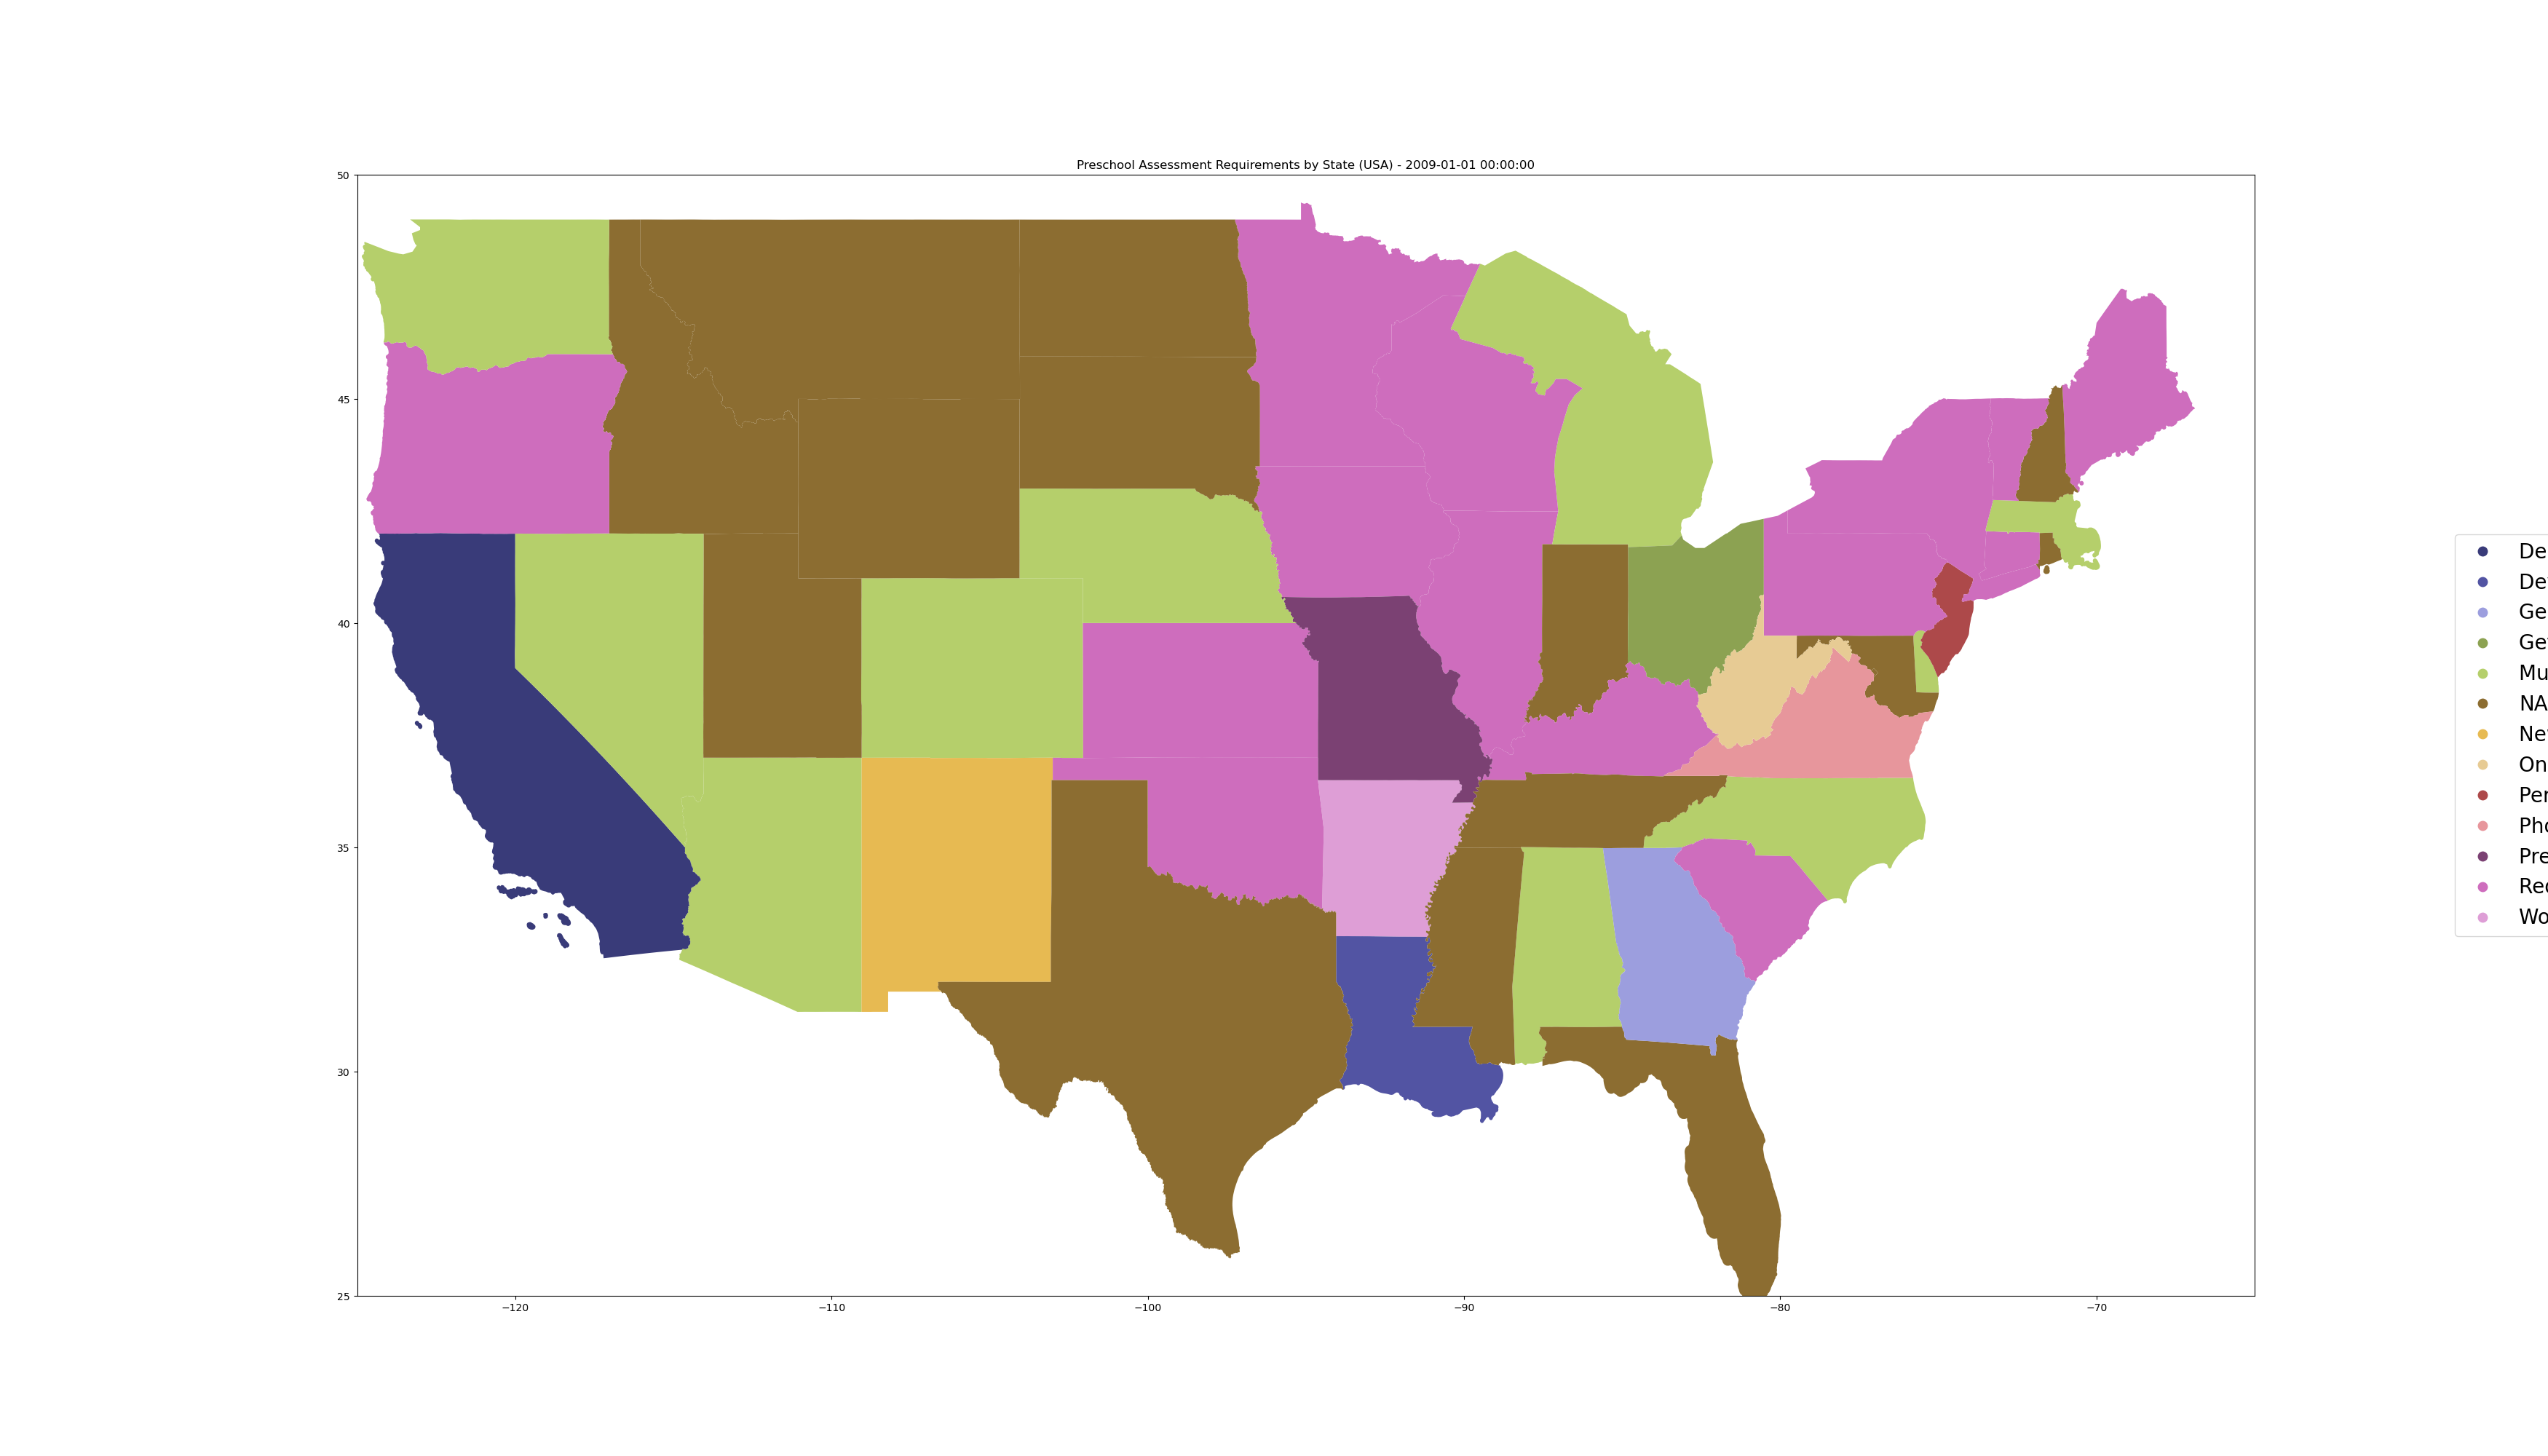 Preschool Assessment Requirements by State (USA) - 2009-01-01 00:00:00
50
45
40
35
30
25
−120
−110
−100
−90
−80
−70
De
De
Ge
Ge
Mu
NA
Ne
On
Per
Pho
Pre
Rec
Wo